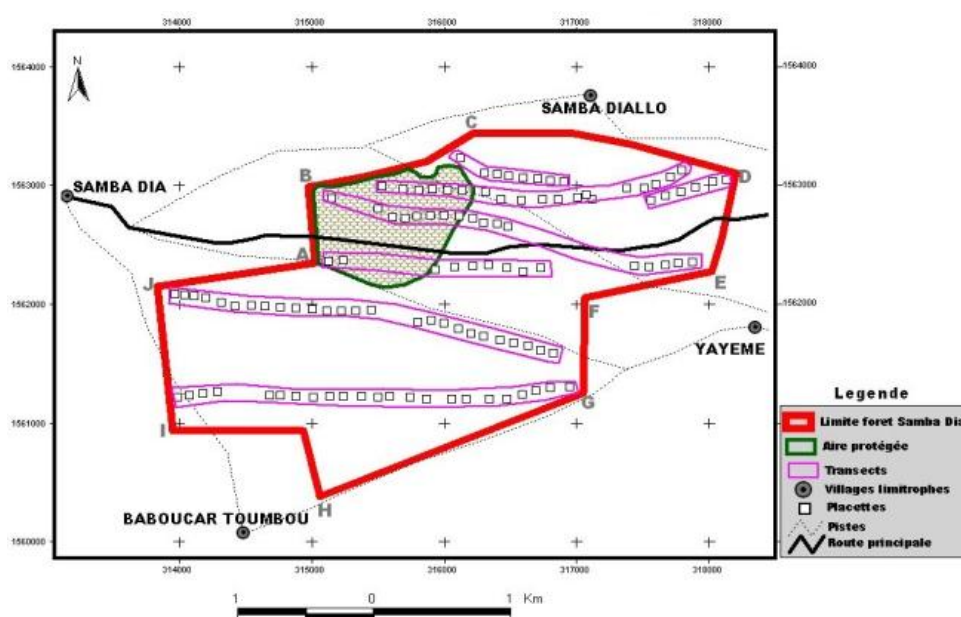 314000 315000 316000 317000 318000
1564000 1564000
N
SAMBA DIALLO
C
B D
1563000 1563000
SAMBA DIA
A
E
J
1562000 1562000
F
YAYEME
G
Legende
Limite foret Samba Dia
Aire protégée
Transects
Villages limitrophes
Placettes
Pistes
Route principale
I
1561000
H
BABOUCAR TOUMBOU
1560000
314000 315000 316000 317000 318000
1 0 1 Km